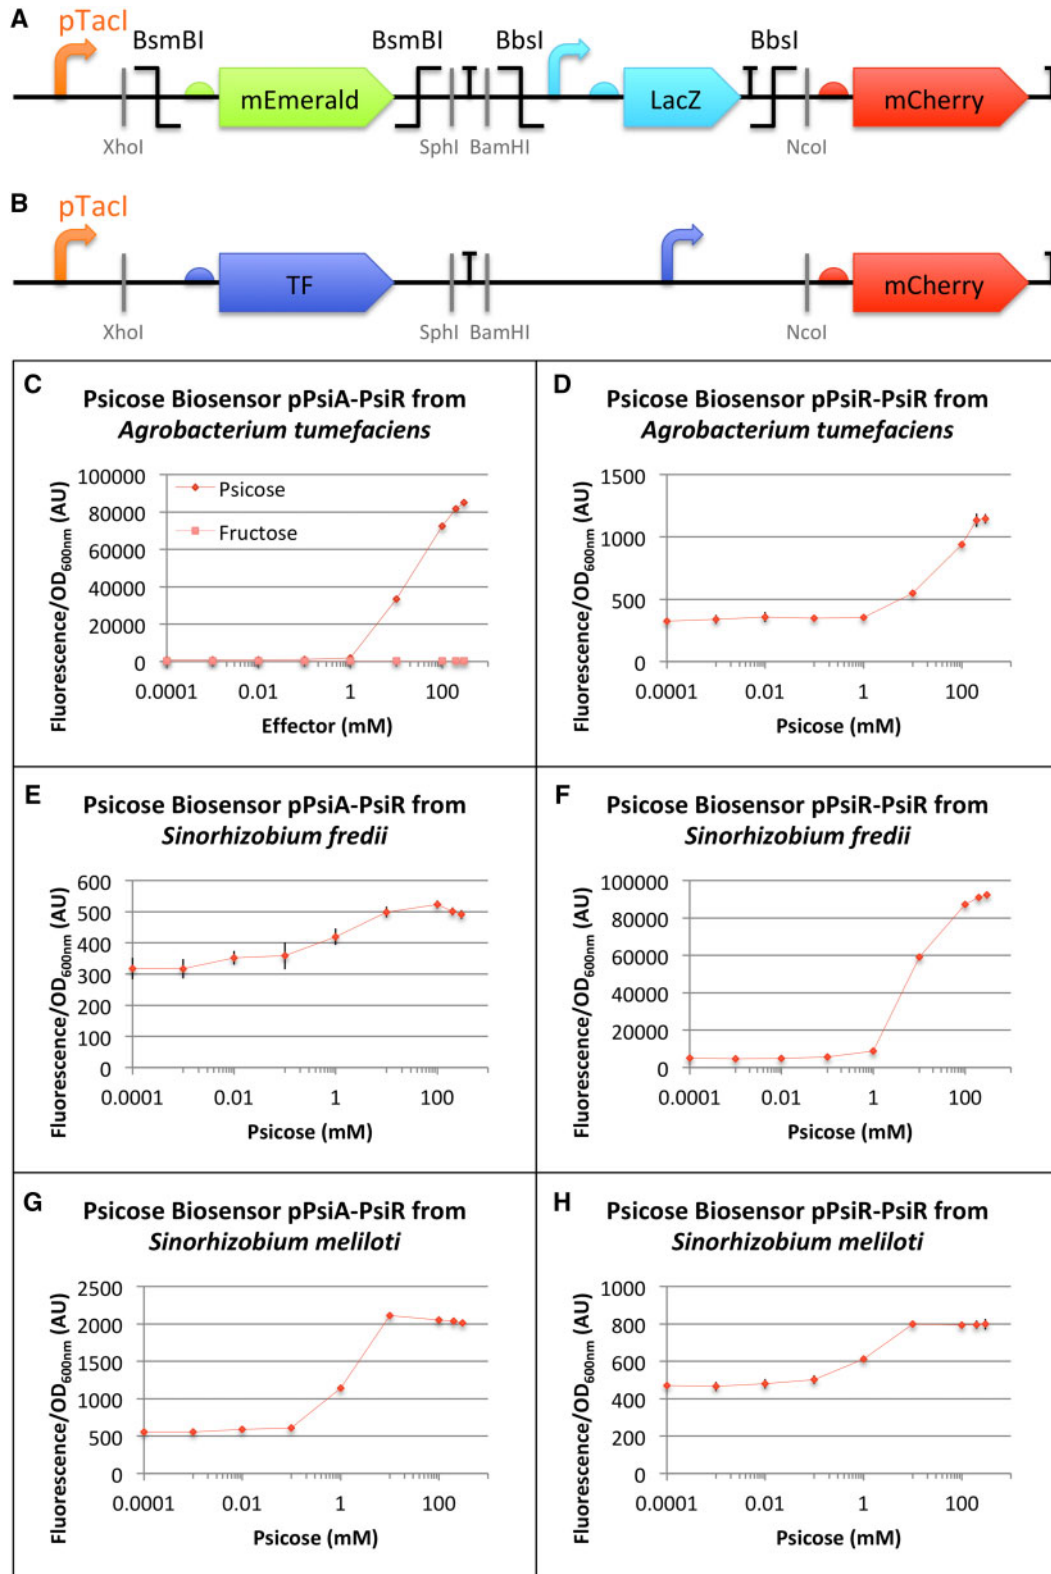 A
pTacI
BsmBI
BsmBI
BbsI
BbsI
mEmerald
LacZ
mCherry
XhoI
SphI
BamHI
NcoI
B
pTacI
TF
mCherry
XhoI
SphI
BamHI
NcoI
C
Psicose Biosensor pPsiA-PsiR from
Agrobacterium tumefaciens
Fluorescence/OD600nm (AU)
100000
80000
60000
40000
20000
0
Psicose
Fructose
0.0001
0.01
1
100
Effector (mM)
D
Psicose Biosensor pPsiR-PsiR from
Agrobacterium tumefaciens
Fluorescence/OD600nm (AU)
1500
1000
500
0
0.0001
0.01
1
100
Psicose (mM)
E
Psicose Biosensor pPsiA-PsiR from
Sinorhizobium fredii
Fluorescence/OD600nm (AU)
600
500
400
300
200
100
0
0.0001
0.01
1
100
Psicose (mM)
F
Psicose Biosensor pPsiR-PsiR from
Sinorhizobium fredii
Fluorescence/OD600nm (AU)
100000
80000
60000
40000
20000
0
0.0001
0.01
1
100
Psicose (mM)
G
Psicose Biosensor pPsiA-PsiR from
Sinorhizobium meliloti
Fluorescence/OD600nm (AU)
2500
2000
1500
1000
500
0
0.0001
0.01
1
100
Psicose (mM)
H
Psicose Biosensor pPsiR-PsiR from
Sinorhizobium meliloti
Fluorescence/OD600nm (AU)
1000
800
600
400
200
0
0.0001
0.01
1
100
Psicose (mM)